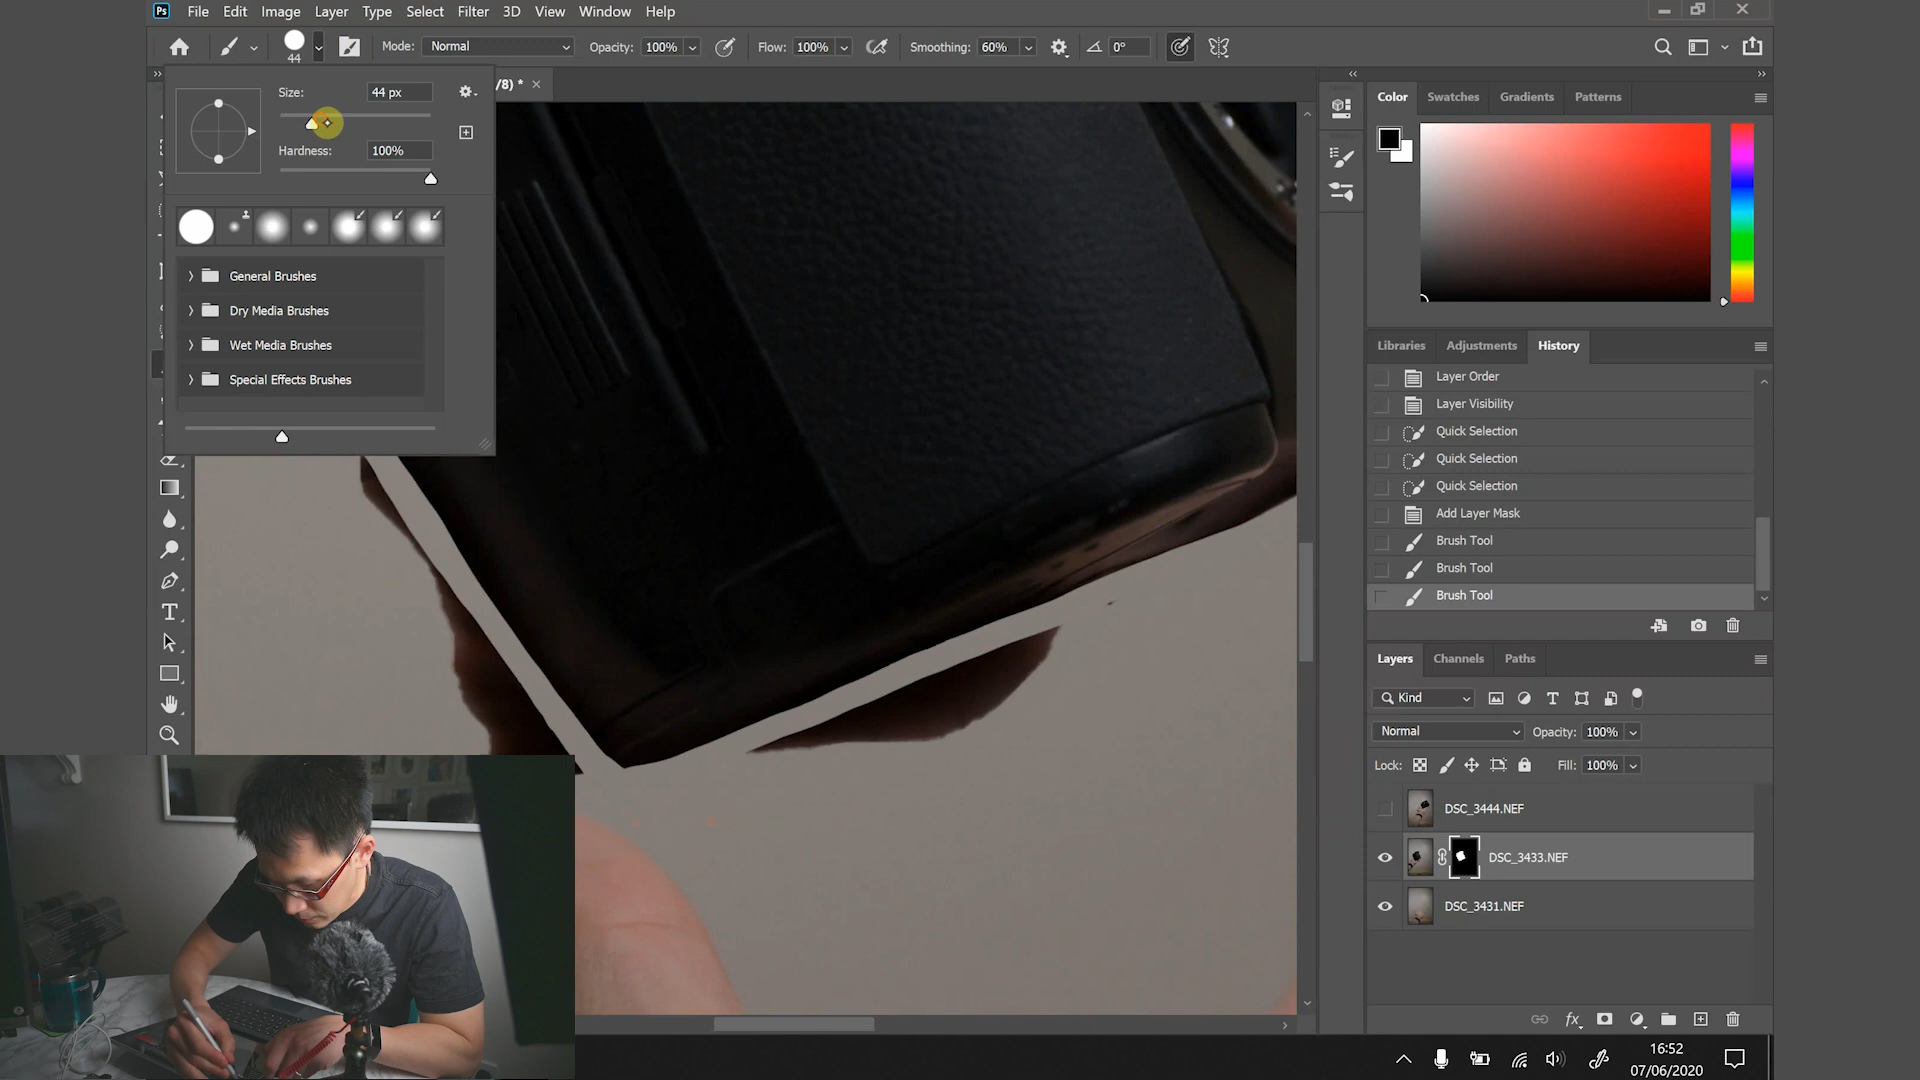 Ps File Edit Image Layer Type Select Filter 3D View Window Help
44 Mode: Normal Opacity: 100% Flow: 100% Smoothing: 60% 0°
/8) *
Size: 44 px
Hardness: 100%
General Brushes
Dry Media Brushes
Wet Media Brushes
Special Effects Brushes
T
Color Swatches Gradients Patterns
Libraries Adjustments History
Layer Order
Layer Visibility
Quick Selection
Quick Selection
Quick Selection
Add Layer Mask
Brush Tool
Brush Tool
Brush Tool
Layers Channels Paths
Kind
Normal Opacity: 100%
Lock: Fill: 100%
DSC_3444.NEF
DSC_3433.NEF
DSC_3431.NEF
fx
16:52
07/06/2020